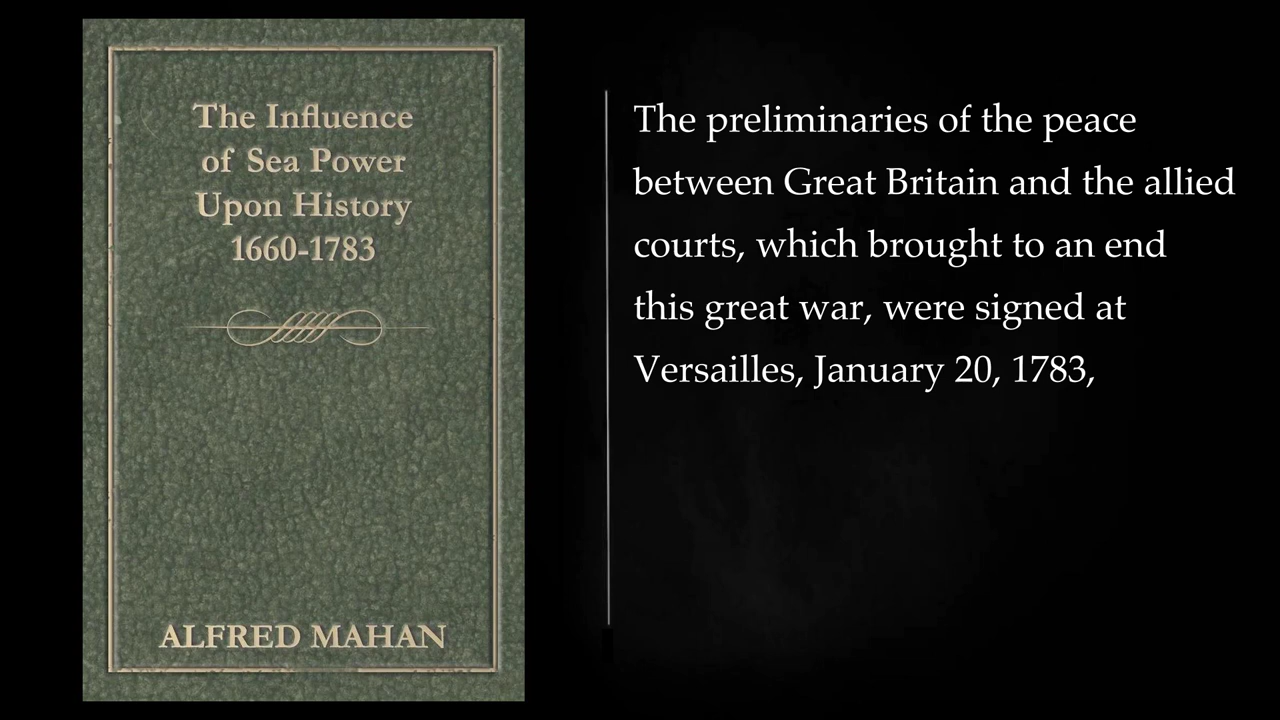 The Influence
of Sea Power
Upon History
1660-1783
ALFRED MAHAN
The preliminaries of the peace
between Great Britain and the allied
courts, which brought to an end
this great war, were signed at
Versailles, January 20, 1783,